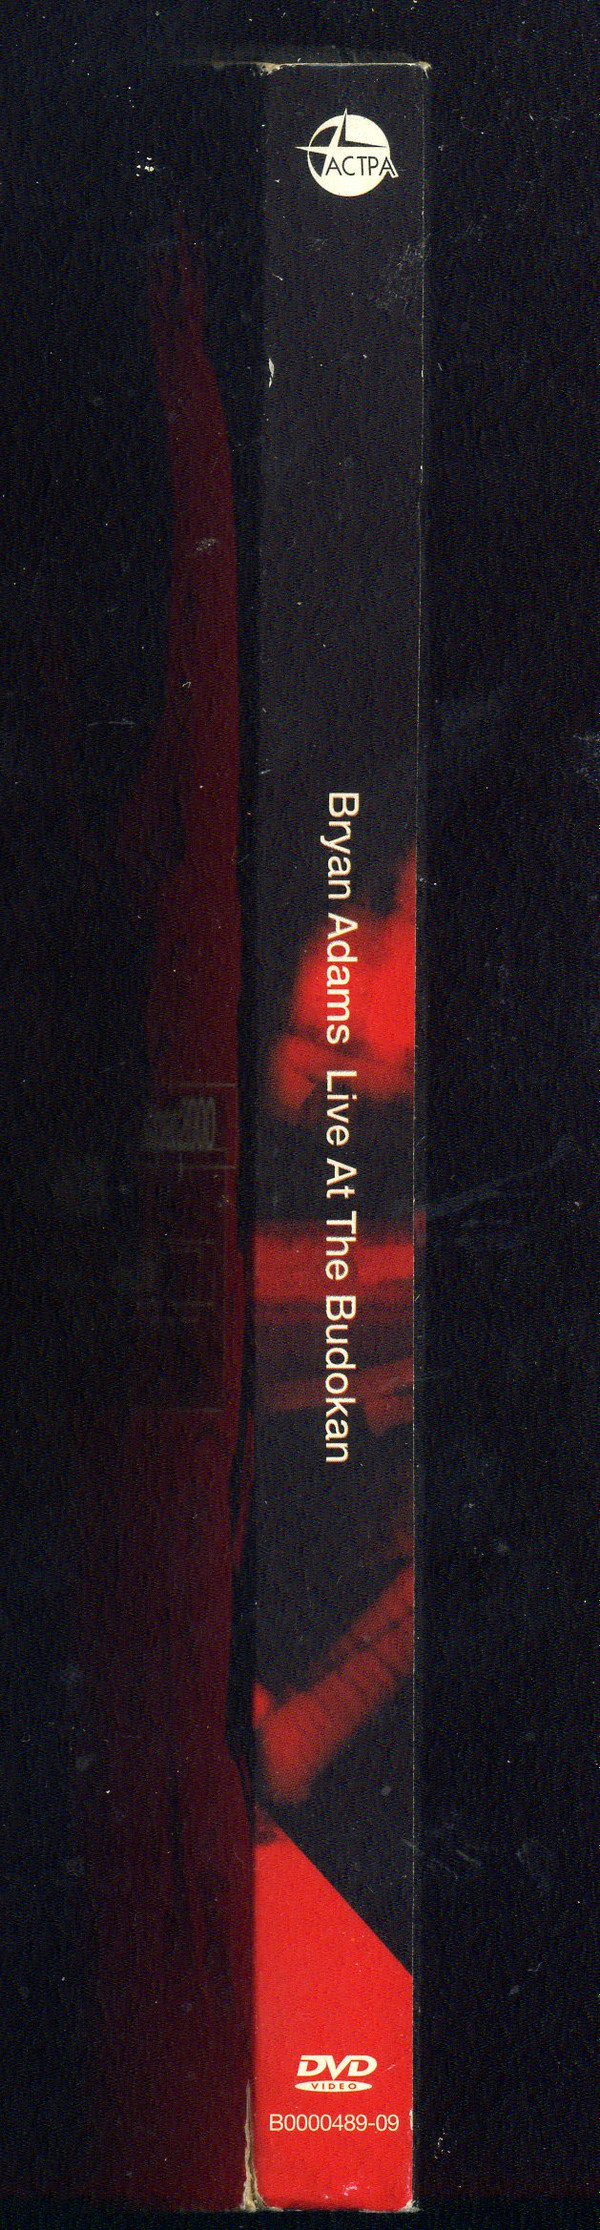 АСТРА
Bryan Adams Live At The Budokan
DVD
VIDEO
B0000489-09